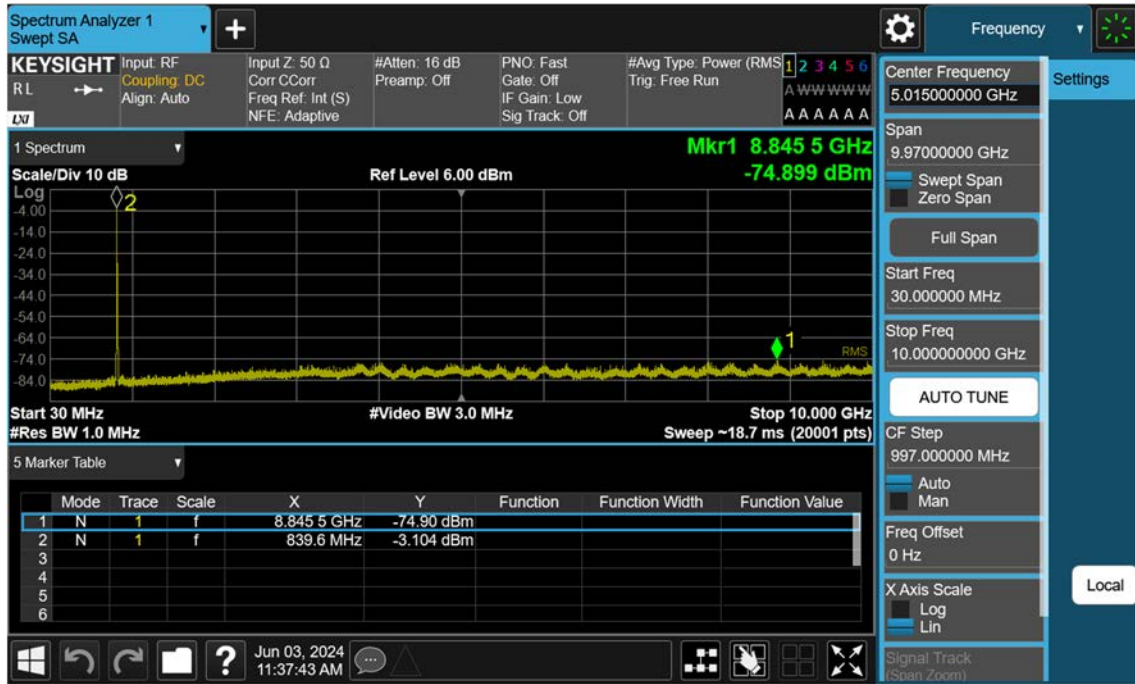 Spectrum Analyzer 1
Swept SA
+
Frequency
KEYSIGHT
RL
LXI
Input: RF
Coupling: DC
Align: Auto
Input Z: 50 Ω
Corr CCorr
Freq Ref: Int (S)
NFE: Adaptive
#Atten: 16 dB
Preamp: Off
PNO: Fast
Gate: Off
IF Gain: Low
Sig Track: Off
#Avg Type: Power (RMS
Trig: Free Run
1 2 3 4 5 6
A W W W W W
A A A A A A
1 Spectrum
Scale/Div 10 dB
Ref Level 6.00 dBm
Mkr1 8.845 5 GHz
-74.899 dBm
Log
-4.00
-14.0
-24.0
-34.0
-44.0
-54.0
-64.0
-74.0
-84.0
2
1
RMS
Start 30 MHz
#Video BW 3.0 MHz
Stop 10.000 GHz
#Res BW 1.0 MHz
Sweep ~18.7 ms (20001 pts)
5 Marker Table
Mode Trace Scale X Y Function Function Width Function Value
1 N 1 f 8.845 5 GHz -74.90 dBm
2 N 1 f 839.6 MHz -3.104 dBm
3
4
5
6
Center Frequency
5.015000000 GHz
Span
9.97000000 GHz
Swept Span
Zero Span
Full Span
Start Freq
30.000000 MHz
Stop Freq
10.000000000 GHz
AUTO TUNE
CF Step
997.000000 MHz
Auto
Man
Freq Offset
0 Hz
X Axis Scale
Log
Lin
Signal Track
(Span Zoom)
Settings
Local
?
Jun 03, 2024
11:37:43 AM